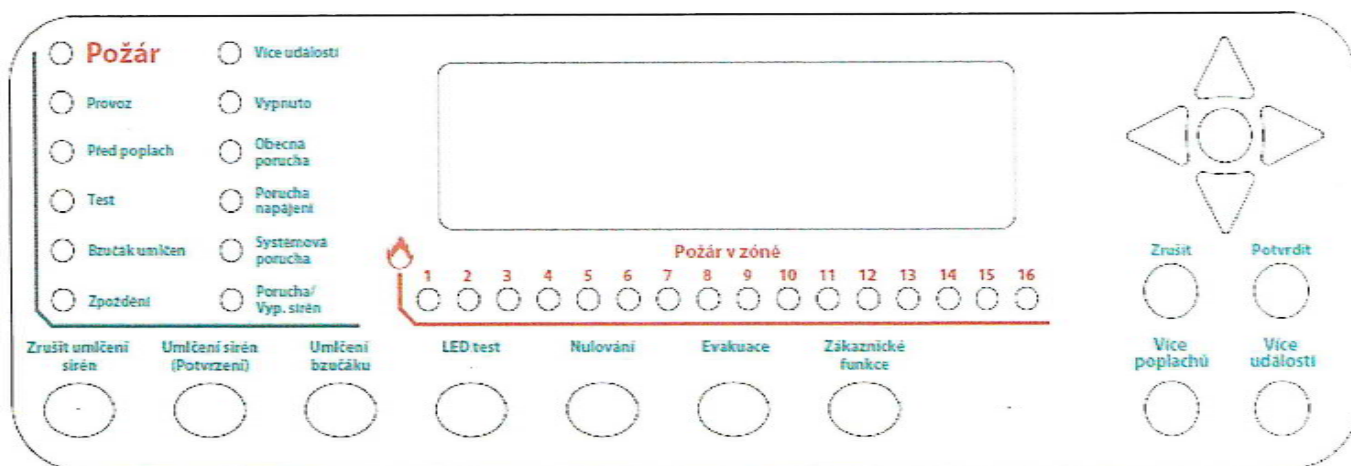 Požár
Provoz
Před poplach
Test
Bzučák umlčen
Zpoždění
Více událostí
Vypnuto
Obecná
porucha
Porucha
napájení
Systémová
porucha
Porucha/
Vyp. sirén
Požár v zóně
1 2 3 4 5 6 7 8 9 10 11 12 13 14 15 16
Zrušit umlčení
sirén
Umlčení sirén
(Potvrzení)
Umlčení
bzučáku
LED test
Nulování
Evakuace
Zákaznické
funkce
Zrušit
Potvrdit
Více
poplachů
Více
událostí